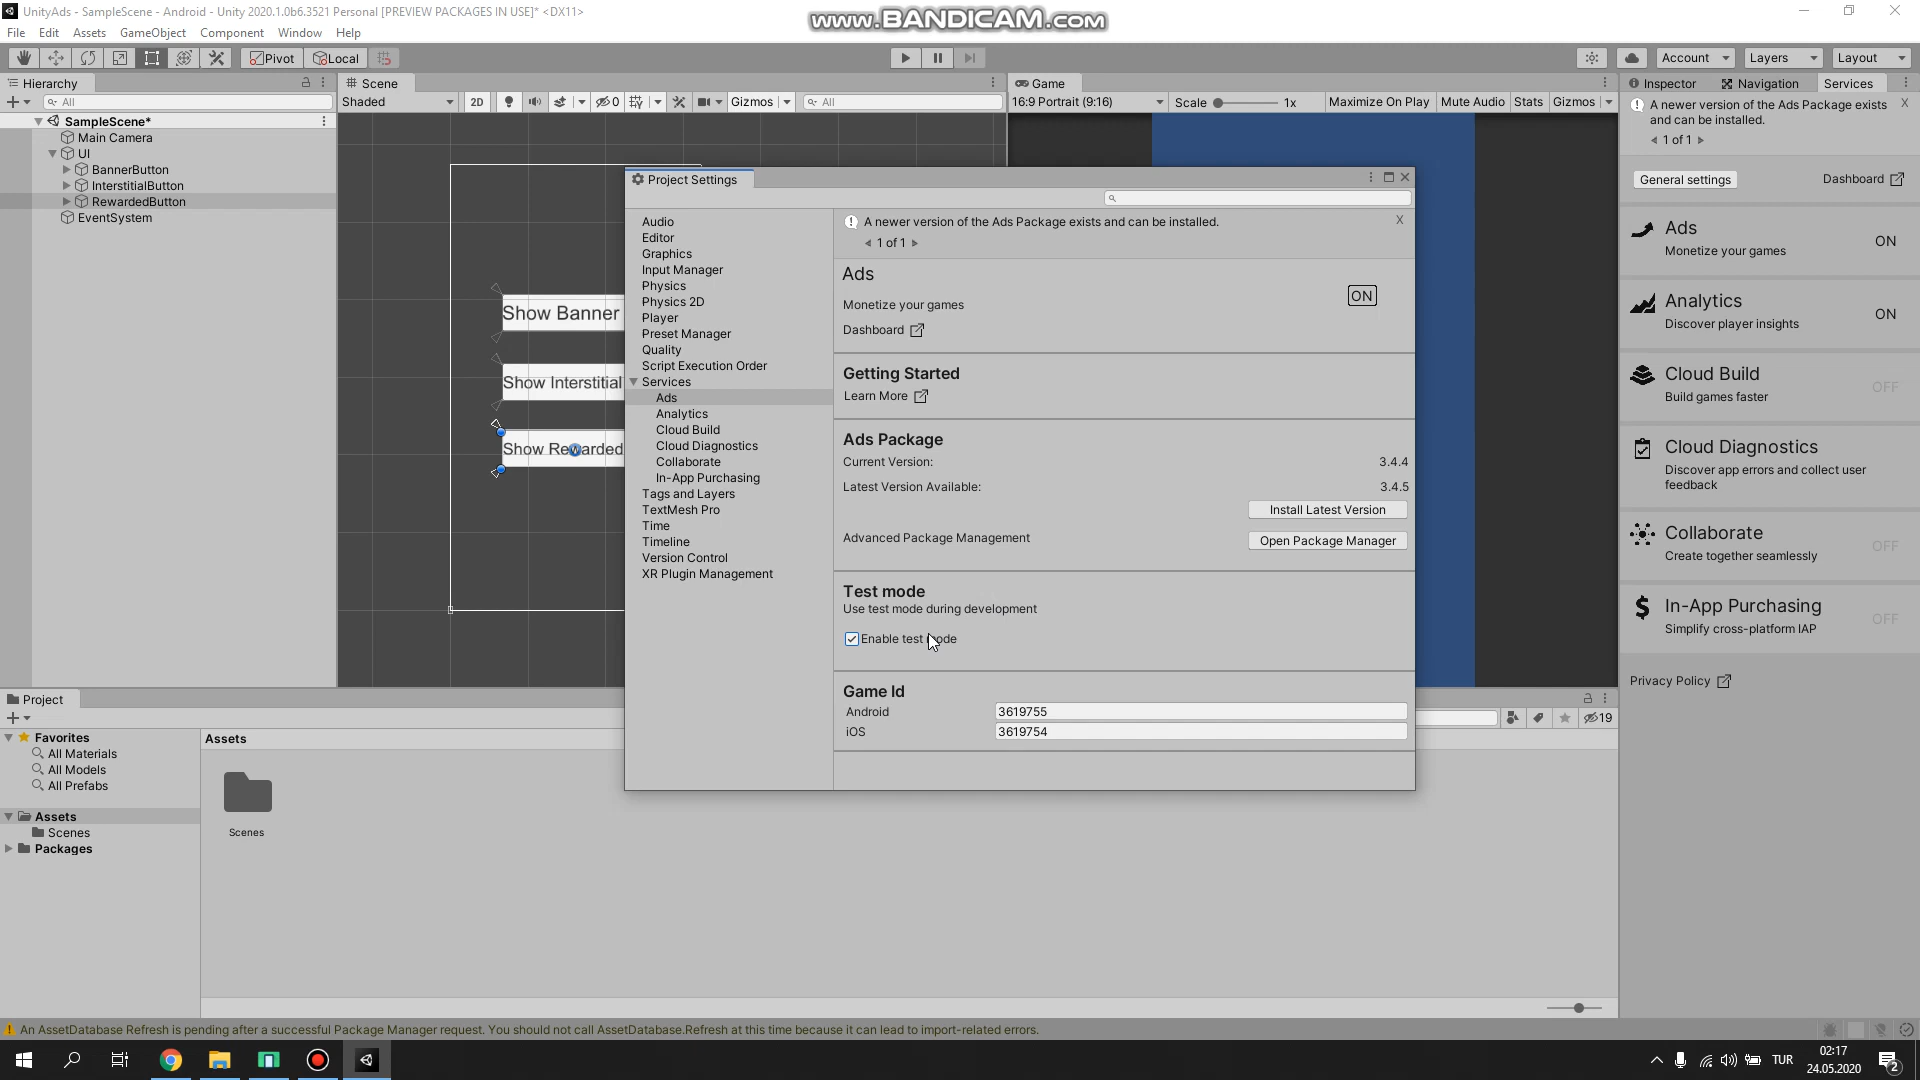 UnityAds - SampleScene - Android - Unity 2020.1.0b6.3521 Personal [PREVIEW PACKAGES IN USE]* <DX11>
www.BANDICAM.com
File Edit Assets GameObject Component Window Help
Pivot Local Account Layers Layout
Hierarchy
All
SampleScene*
Main Camera
UI
BannerButton
InterstitialButton
RewardedButton
EventSystem
Scene
Shaded 2D 0 Gizmos All
Show Banner
Show Interstitial
Show Rewarded
Game
16:9 Portrait (9:16) Scale 1x Maximize On Play Mute Audio Stats Gizmos
Project Settings
Audio
Editor
Graphics
Input Manager
Physics
Physics 2D
Player
Preset Manager
Quality
Script Execution Order
Services
Ads
Analytics
Cloud Build
Cloud Diagnostics
Collaborate
In-App Purchasing
Tags and Layers
TextMesh Pro
Time
Timeline
Version Control
XR Plugin Management
A newer version of the Ads Package exists and can be installed. X
1 of 1
Ads
Monetize your games ON
Dashboard
Getting Started
Learn More
Ads Package
Current Version: 3.4.4
Latest Version Available: 3.4.5
Install Latest Version
Advanced Package Management Open Package Manager
Test mode
Use test mode during development
Enable test mode
Game Id
Android 3619755
iOS 3619754
Inspector Navigation Services
A newer version of the Ads Package exists X
and can be installed.
1 of 1
General settings Dashboard
Ads
Monetize your games ON
Analytics
Discover player insights ON
Cloud Build
Build games faster OFF
Cloud Diagnostics
Discover app errors and collect user
feedback
Collaborate
Create together seamlessly OFF
In-App Purchasing
Simplify cross-platform IAP OFF
Privacy Policy
Project
19
Favorites
All Materials
All Models
All Prefabs
Assets
Scenes
Packages
Assets
Scenes
An AssetDatabase Refresh is pending after a successful Package Manager request. You should not call AssetDatabase.Refresh at this time because it can lead to import-related errors.
TUR
02:17
24.05.2020
2